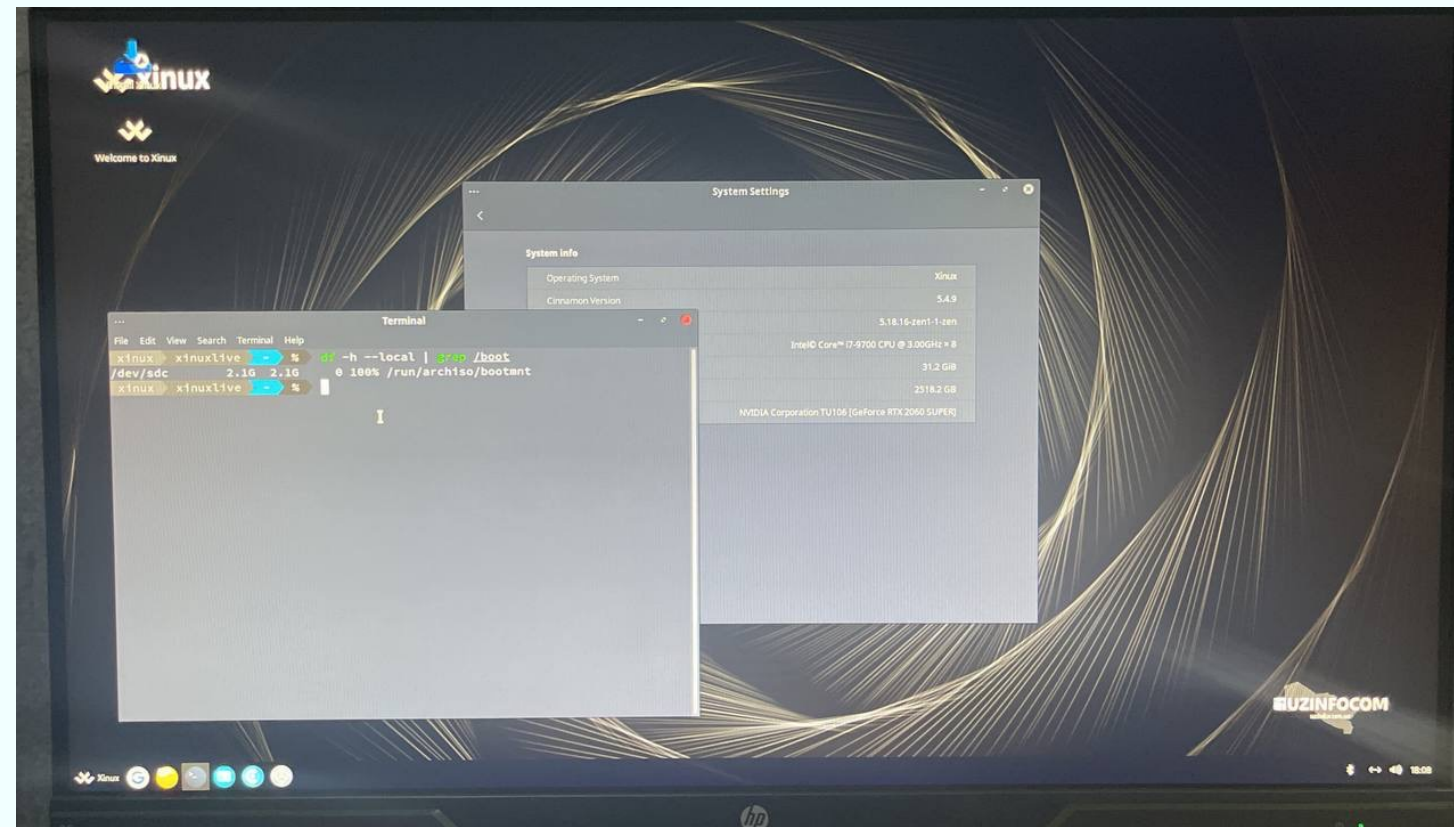 xinux
Welcome to Xinux
System Settings
System info
Operating System Xinux
Cinnamon Version 5.4.9
5.18.16-zen1-1-zen
Intel© Core™ i7-9700 CPU @ 3.00GHz × 8
31.2 GiB
2518.2 GB
NVIDIA Corporation TU106 [GeForce RTX 2060 SUPER]
Terminal
File Edit View Search Terminal Help
xinux xinuxlive ~ % df -h --local | grep /boot
/dev/sdc 2.1G 2.1G 0 100% /run/archiso/bootmnt
xinux xinuxlive ~ %
UZINFOCOM
Xinux
18:08
hp